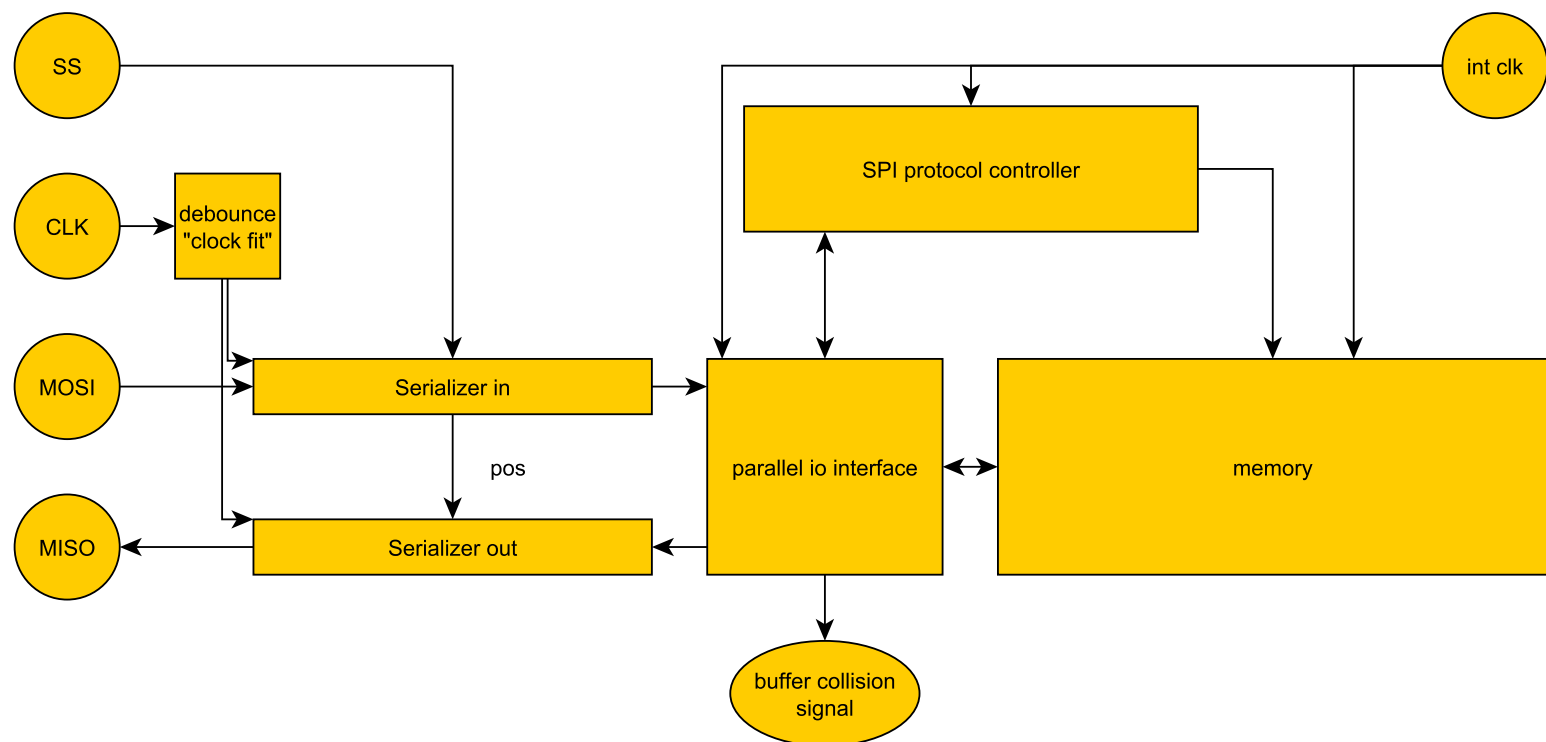 SS
int clk
SPI protocol controller
CLK
debounce
"clock fit"
MOSI
Serializer in
pos
parallel io interface
memory
MISO
Serializer out
buffer collision
signal